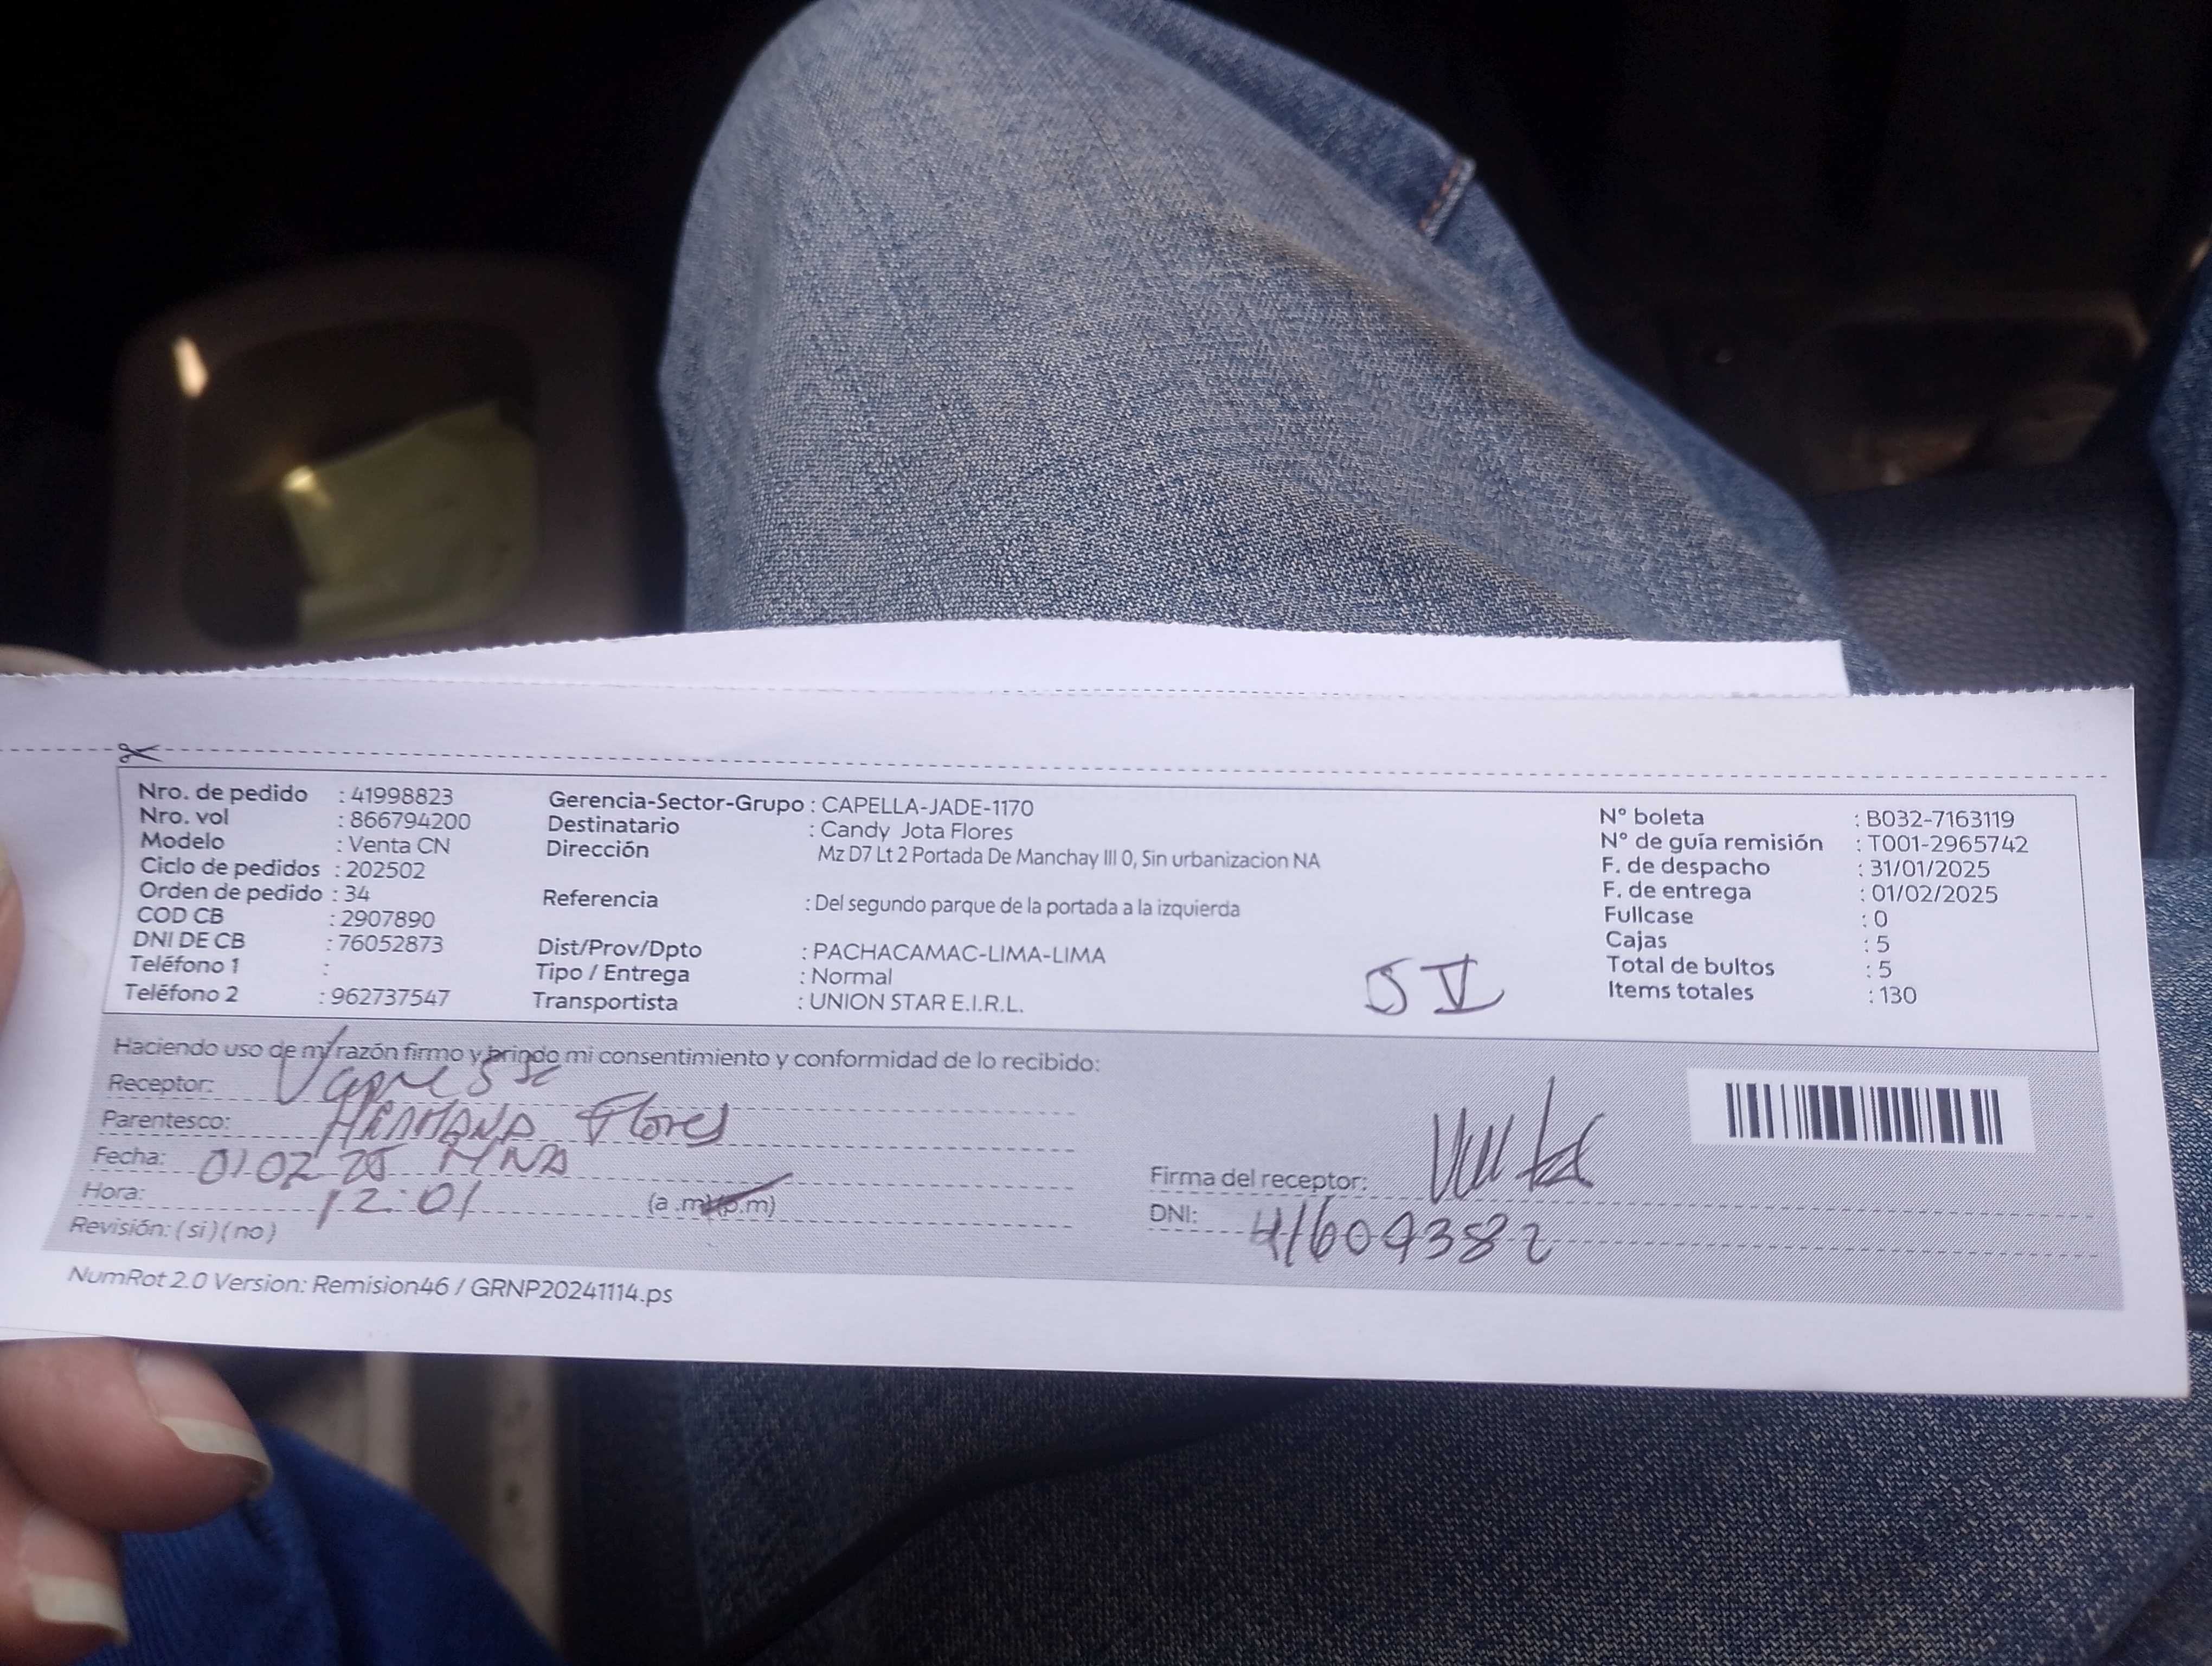 Nro. de pedido : 41998823
Nro. vol : 866794200
Modelo : Venta CN
Ciclo de pedidos : 202502
Orden de pedido : 34
COD CB : 2907890
DNI DE CB : 76052873
Teléfono 1 :
Teléfono 2 : 962737547
Gerencia-Sector-Grupo : CAPELLA-JADE-1170
Destinatario : Candy Jota Flores
Dirección Mz D7 Lt 2 Portada De Manchay III 0, Sin urbanizacion NA
Referencia : Del segundo parque de la portada a la izquierda
Dist/Prov/Dpto : PACHACAMAC-LIMA-LIMA
Tipo / Entrega : Normal
Transportista : UNION STAR E.I.R.L.
N° boleta : B032-7163119
N° de guía remisión : T001-2965742
F. de despacho : 31/01/2025
F. de entrega : 01/02/2025
Fullcase : 0
Cajas : 5
Total de bultos : 5
Items totales : 130
Haciendo uso de mi razón firmo y brindo mi consentimiento y conformidad de lo recibido:
Receptor:
Parentesco: HERMANA Flores
Fecha: 01 02 25
Hora: 12:01 (a.m)(p.m)
Revisión: (si) (no)
Firma del receptor:
DNI: 41609382
NumRot 2.0 Version: Remision46 / GRNP20241114.ps